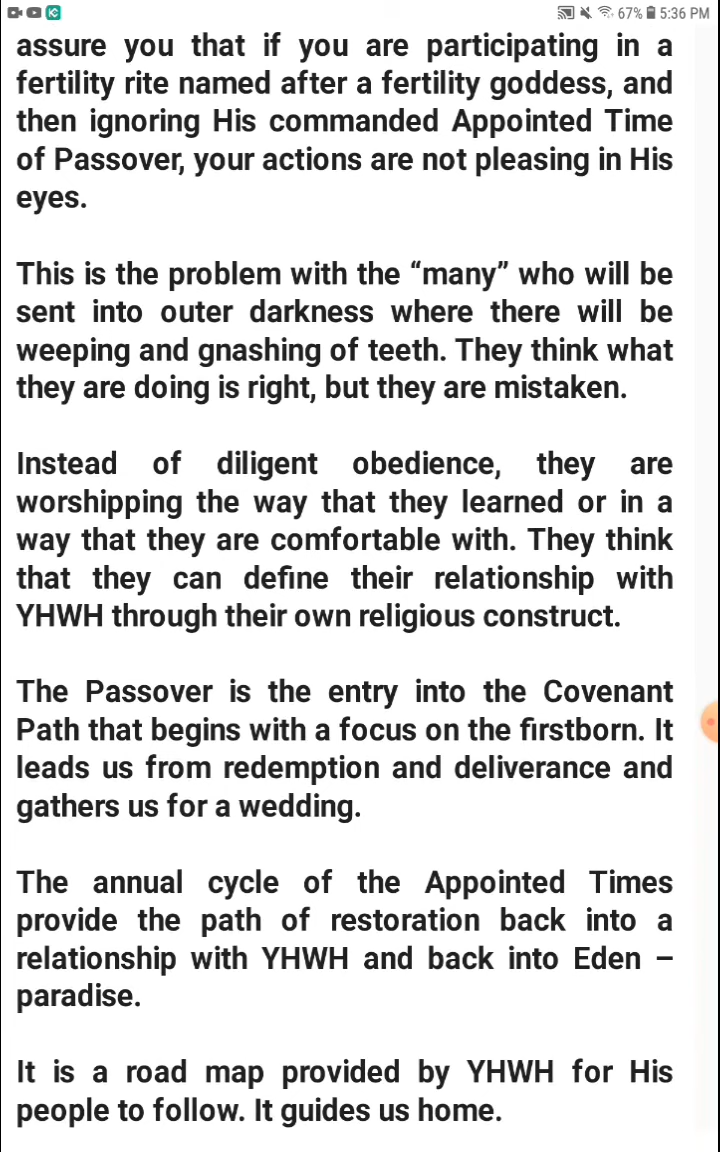 67% 5:36 PM
assure you that if you are participating in a
fertility rite named after a fertility goddess, and
then ignoring His commanded Appointed Time
of Passover, your actions are not pleasing in His
eyes.
This is the problem with the “many” who will be
sent into outer darkness where there will be
weeping and gnashing of teeth. They think what
they are doing is right, but they are mistaken.
Instead of diligent obedience, they are
worshipping the way that they learned or in a
way that they are comfortable with. They think
that they can define their relationship with
YHWH through their own religious construct.
The Passover is the entry into the Covenant
Path that begins with a focus on the firstborn. It
leads us from redemption and deliverance and
gathers us for a wedding.
The annual cycle of the Appointed Times
provide the path of restoration back into a
relationship with YHWH and back into Eden –
paradise.
It is a road map provided by YHWH for His
people to follow. It guides us home.